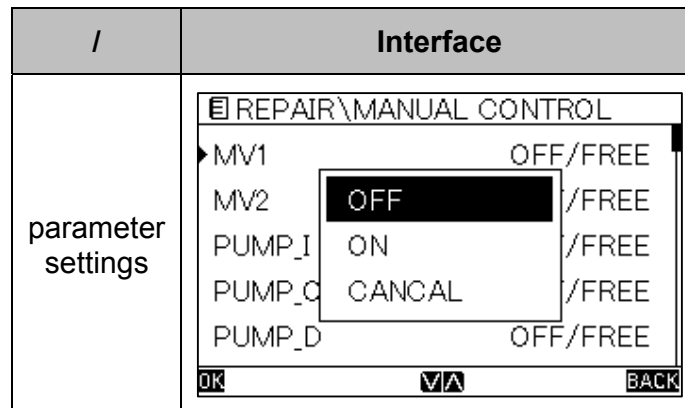 / Interface
parameter
settings
REPAIR\MANUAL CONTROL
MV1 OFF/FREE
MV2 /FREE
PUMP_I /FREE
PUMP_C /FREE
PUMP_D OFF/FREE
OFF
ON
CANCAL
OK BACK